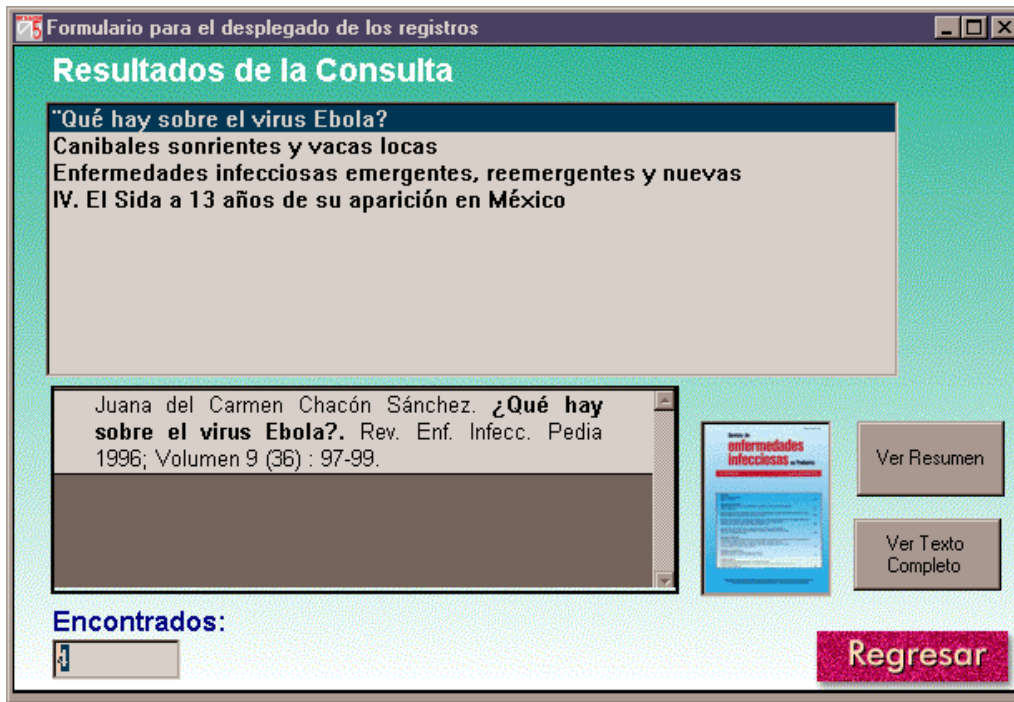 Formulario para el desplegado de los registros
Resultados de la Consulta
¨Qué hay sobre el virus Ebola?
Canibales sonrientes y vacas locas
Enfermedades infecciosas emergentes, reemergentes y nuevas
IV. El Sida a 13 años de su aparición en México
Juana del Carmen Chacón Sánchez. ¿Qué hay
sobre el virus Ebola?. Rev. Enf. Infecc. Pedia
1996; Volumen 9 (36) : 97-99.
enfermedades
infecciosas
Ver Resumen
Ver Texto
Completo
Encontrados:
4
Regresar